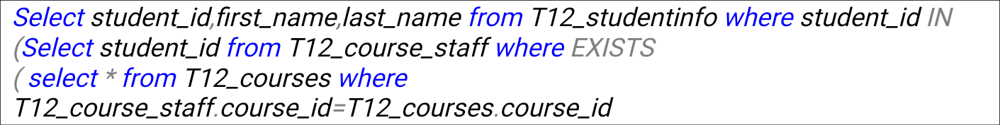 Select student_id,first_name,last_name from T12_studentinfo where student_id IN
(Select student_id from T12_course_staff where EXISTS
( select * from T12_courses where
T12_course_staff.course_id=T12_courses.course_id